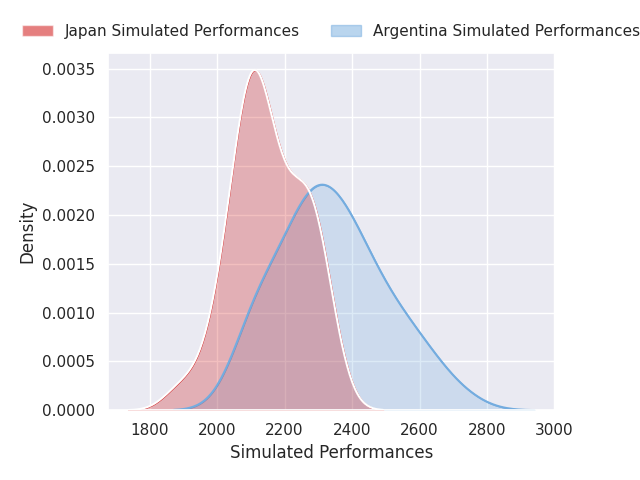 Japan Simulated Performances
Argentina Simulated Performances
0.0035
0.0030
0.0025
0.0020
0.0015
0.0010
0.0005
0.0000
Density
1800 2000 2200 2400 2600 2800 3000
Simulated Performances